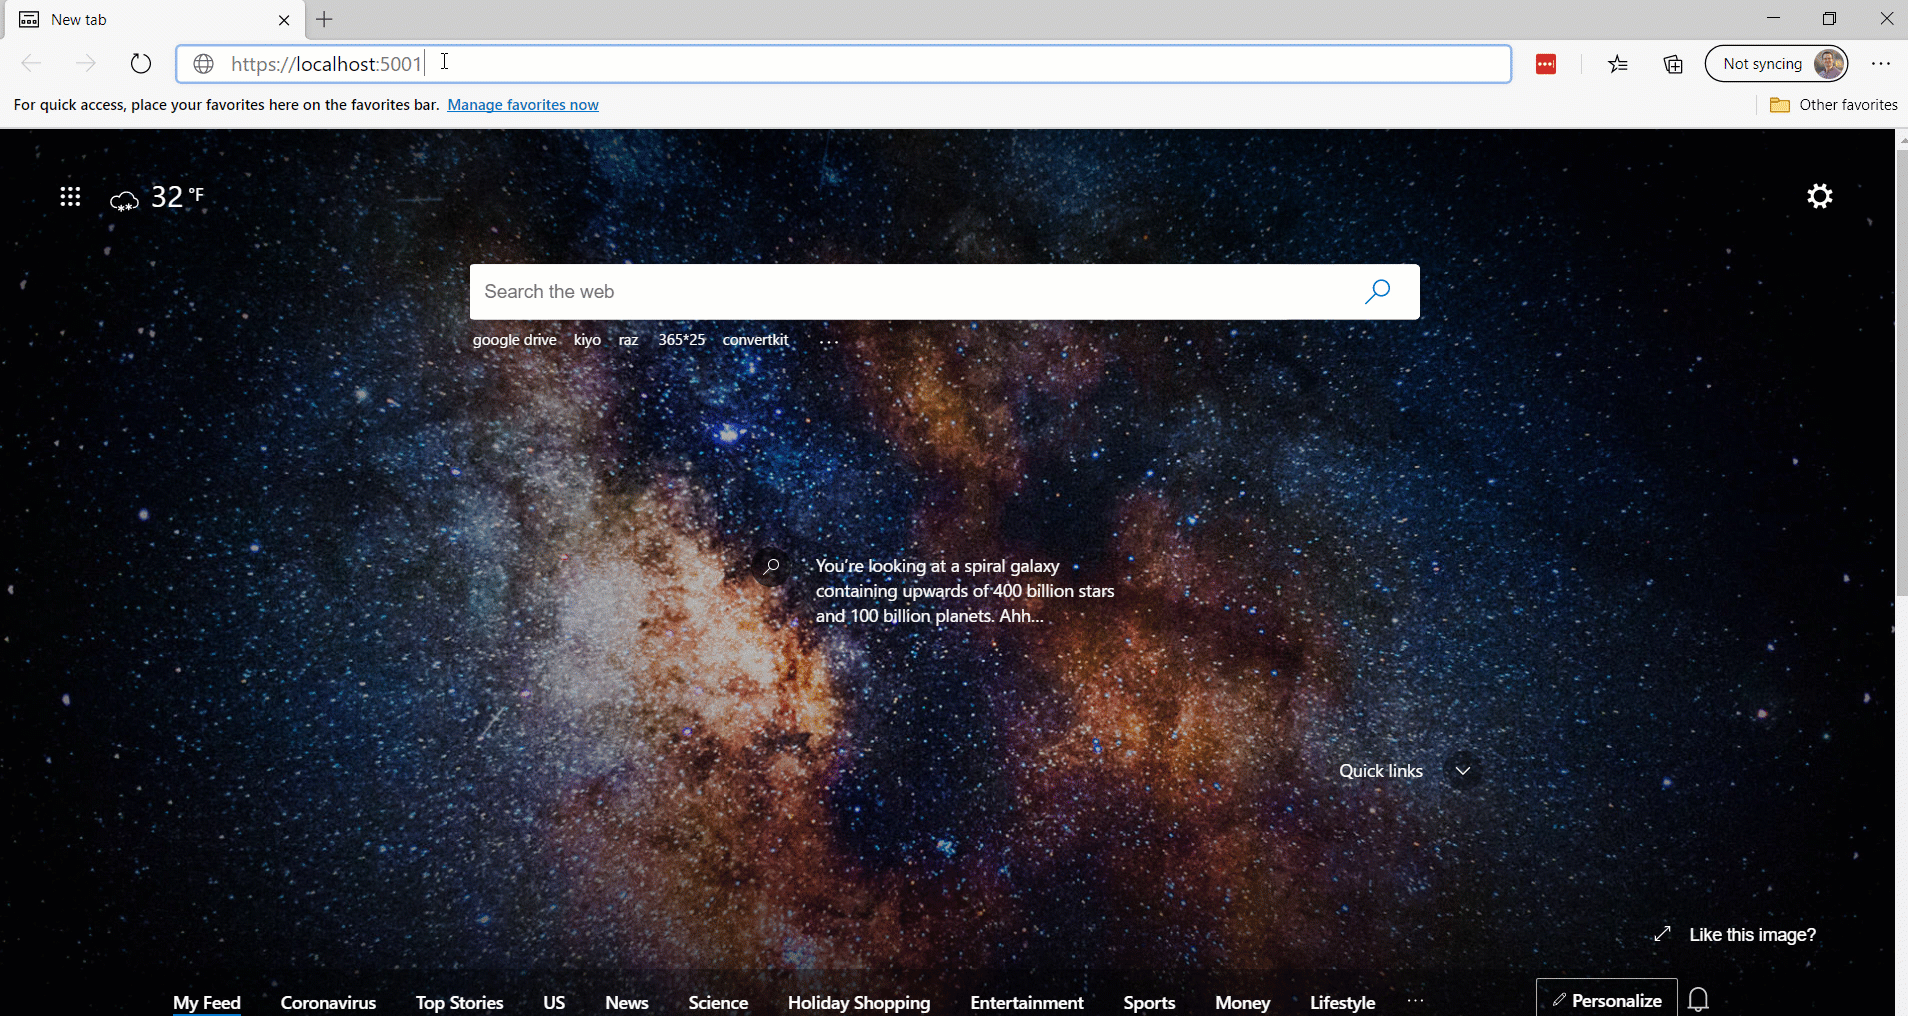 New tab
https://localhost:5001
Not syncing
For quick access, place your favorites here on the favorites bar. Manage favorites now
Other favorites
32 °F
Search the web
google drive kiyo raz 365*25 convertkit ...
You're looking at a spiral galaxy
containing upwards of 400 billion stars
and 100 billion planets. Ahh...
Quick links
Like this image?
My Feed Coronavirus Top Stories US News Science Holiday Shopping Entertainment Sports Money Lifestyle ... Personalize